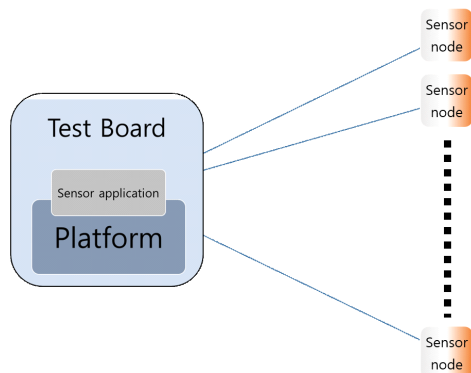 Sensor
node
Sensor
node
Test Board
Sensor application
Platform
Sensor
node